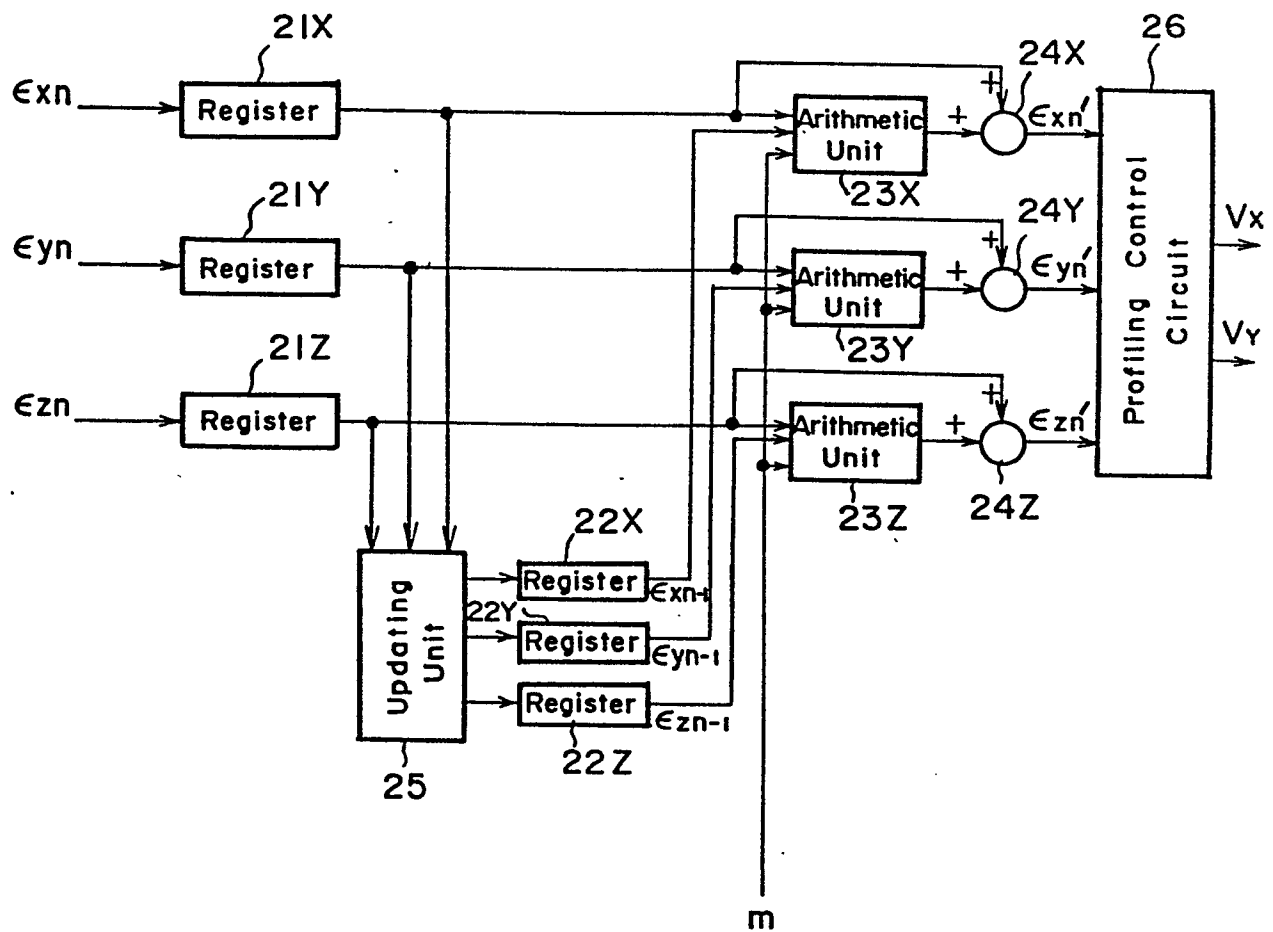 21X
26
24X
ϵxn
Register
+
Arithmetic
Unit
+
ϵxn′
23X
21Y
24Y
ϵyn
Register
+
Arithmetic
Unit
+
ϵyn′
23Y
Profiling Control
Circuit
Vx
VY
21Z
ϵzn
Register
+
Arithmetic
Unit
+
ϵzn′
23Z
24Z
22X
Register
ϵxn-1
22Y
Register
ϵyn-1
Register
ϵzn-1
22Z
Updating
Unit
25
m